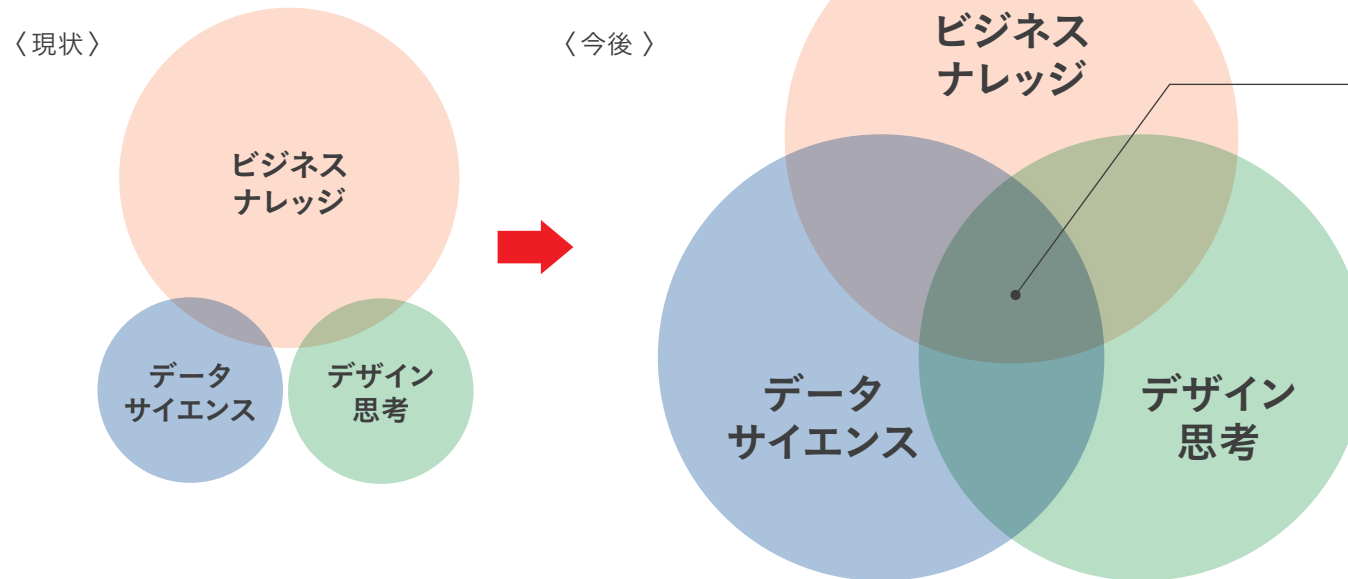 〈現状〉
ビジネス
ナレッジ
データ
サイエンス
デザイン
思考
〈今後 〉
ビジネス
ナレッジ
データ
サイエンス
デザイン
思考